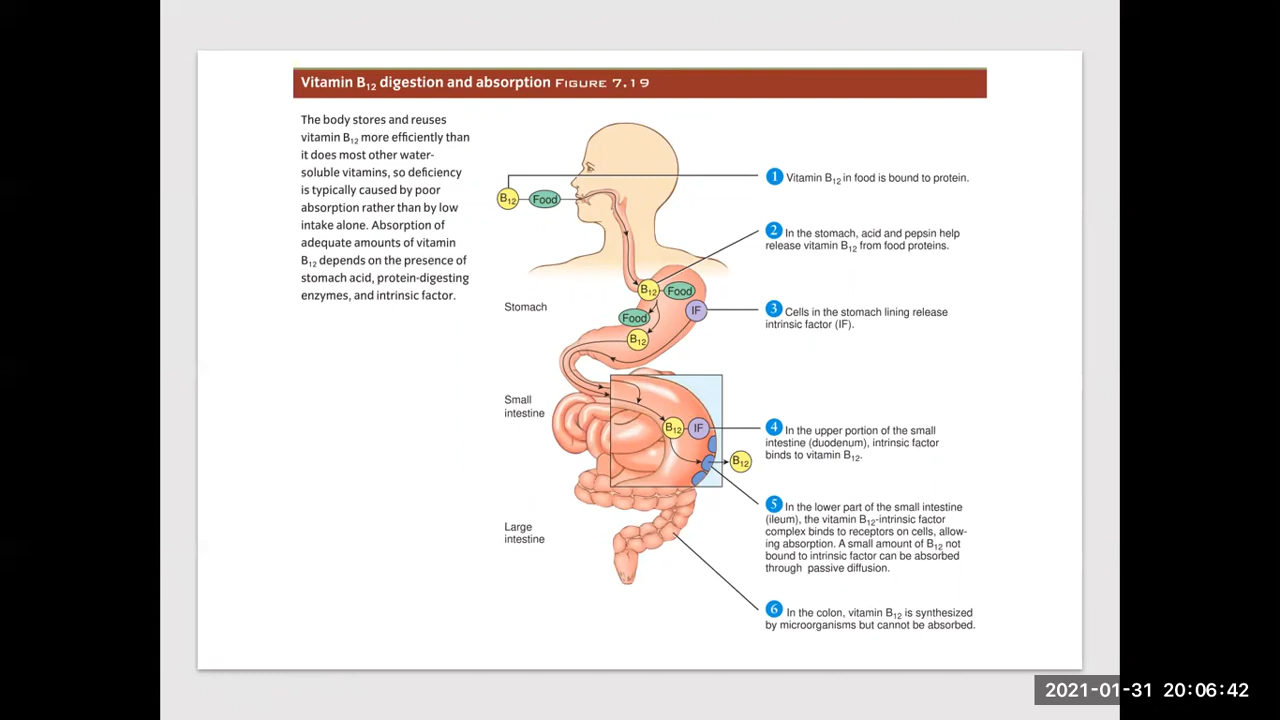 Vitamin B12 digestion and absorption FIGURE 7.19
The body stores and reuses
vitamin B12 more efficiently than
it does most other water-
soluble vitamins, so deficiency
is typically caused by poor
absorption rather than by low
intake alone. Absorption of
adequate amounts of vitamin
B12 depends on the presence of
stomach acid, protein-digesting
enzymes, and intrinsic factor.
B12
Food
1 Vitamin B12 in food is bound to protein.
2 In the stomach, acid and pepsin help
release vitamin B12 from food proteins.
B12
Food
Stomach
Food
IF
B12
3 Cells in the stomach lining release
intrinsic factor (IF).
Small
intestine
B12
IF
B12
4 In the upper portion of the small
intestine (duodenum), intrinsic factor
binds to vitamin B12.
5 In the lower part of the small intestine
(ileum), the vitamin B12-intrinsic factor
complex binds to receptors on cells, allow-
ing absorption. A small amount of B12 not
bound to intrinsic factor can be absorbed
through passive diffusion.
Large
intestine
6 In the colon, vitamin B12 is synthesized
by microorganisms but cannot be absorbed.
2021-01-31 20:06:42